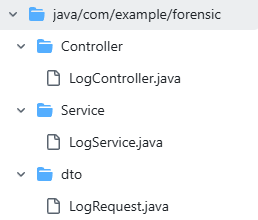 java/com/example/forensic
Controller
LogController.java
Service
LogService.java
dto
LogRequest.java